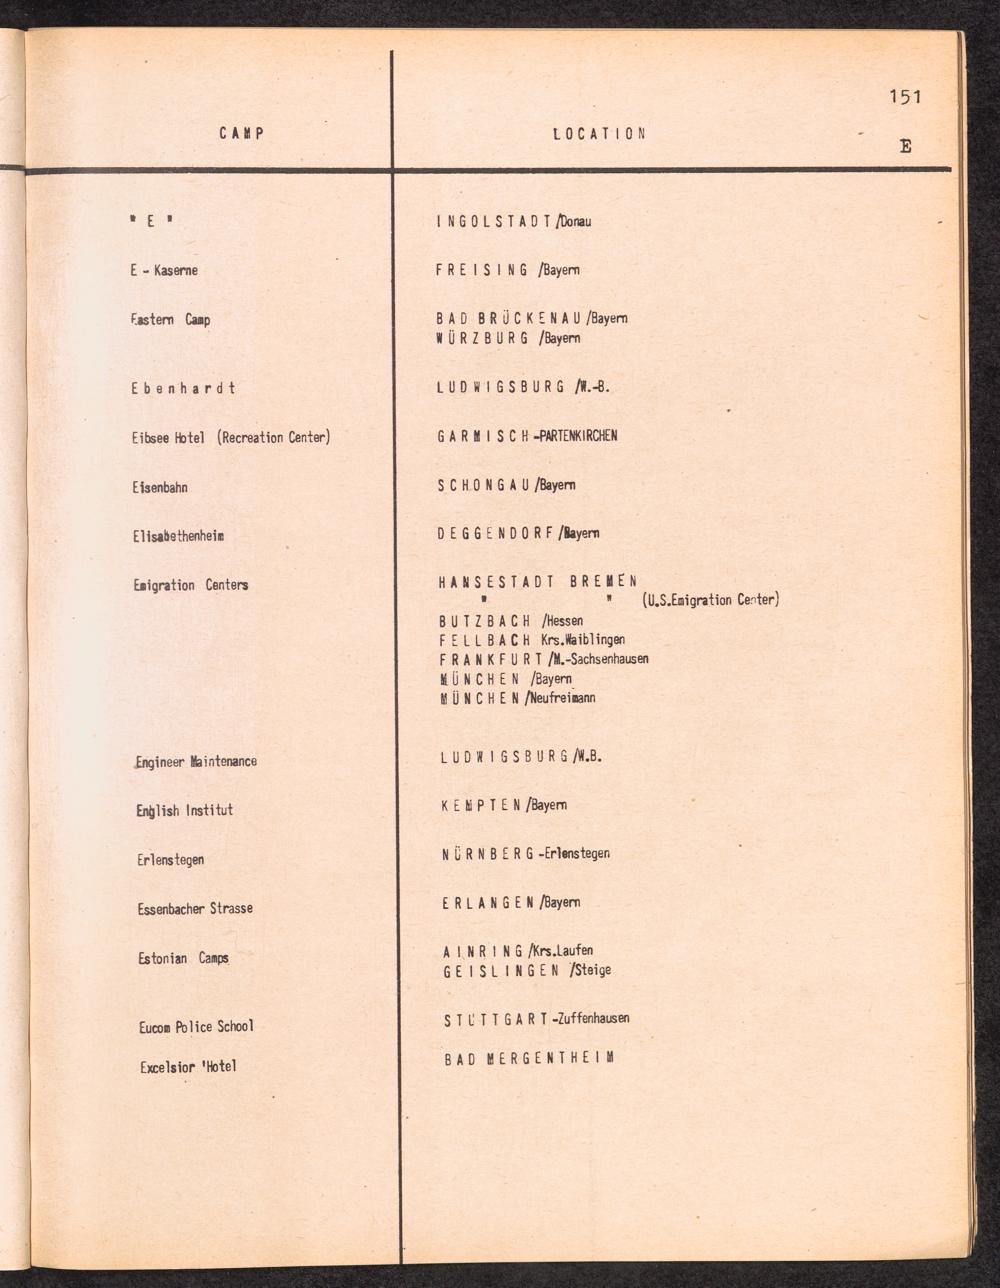 151
CAMP LOCATION
E
" E " INGOLSTADT/Donau
E - Kaserne FREISING /Bayern
Eastern Camp BAD BRÜCKENAU/Bayern
WÜRZBURG /Bayern
Ebenhardt LUDWIGSBURG /W.-B.
Eibsee Hotel (Recreation Center) GARMISCH-PARTENKIRCHEN
Eisenbahn SCHONGAU/Bayern
Elisabethenheim DEGGENDORF/Bayern
Emigration Centers HANSESTADT BREMEN
" " (U.S.Emigration Center)
BUTZBACH /Hessen
FELLBACH Krs.Waiblingen
FRANKFURT/M.-Sachsenhausen
MÜNCHEN /Bayern
MÜNCHEN/Neufreimann
Engineer Maintenance LUDWIGSBURG/W.B.
English Institut KEMPTEN/Bayern
Erlenstegen NÜRNBERG-Erlenstegen
Essenbacher Strasse ERLANGEN/Bayern
Estonian Camps AINRING/Krs.Laufen
GEISLINGEN /Steige
Eucom Police School STUTTGART-Zuffenhausen
Excelsior 'Hotel BAD MERGENTHEIM